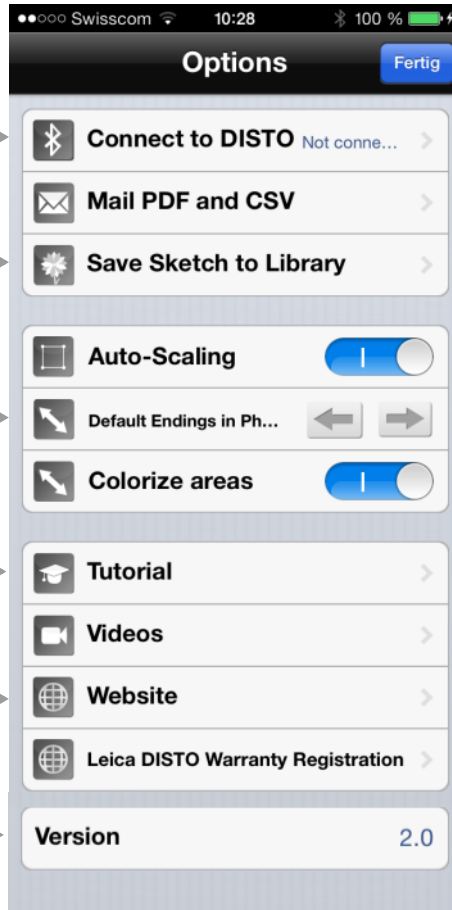 Swisscom 10:28 100 %
Options Fertig
Connect to DISTO Not conne...
Mail PDF and CSV
Save Sketch to Library
Auto-Scaling
Default Endings in Ph...
Colorize areas
Tutorial
Videos
Website
Leica DISTO Warranty Registration
Version 2.0